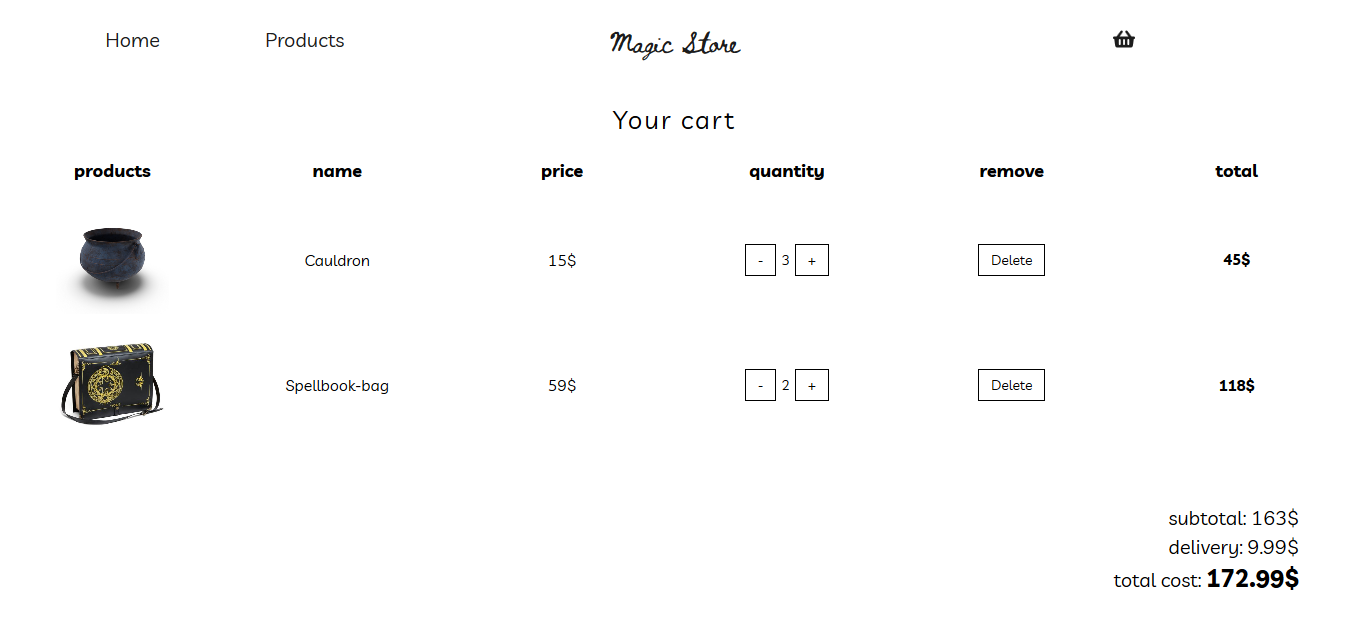 Home Products Magic Store
Your cart
products name price quantity remove total
Cauldron 15$ - 3 + Delete 45$
Spellbook-bag 59$ - 2 + Delete 118$
subtotal: 163$
delivery: 9.99$
total cost: 172.99$